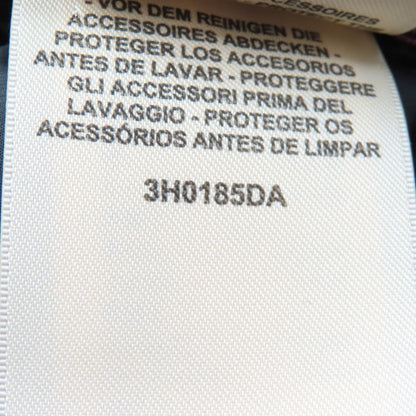 - VOR DEM REINIGEN DIE
ACCESSOIRES ABDECKEN -
PROTEGER LOS ACCESORIOS
ANTES DE LAVAR - PROTEGGERE
GLI ACCESSORI PRIMA DEL
LAVAGGIO - PROTEGER OS
ACESSÓRIOS ANTES DE LIMPAR
3H0185DA